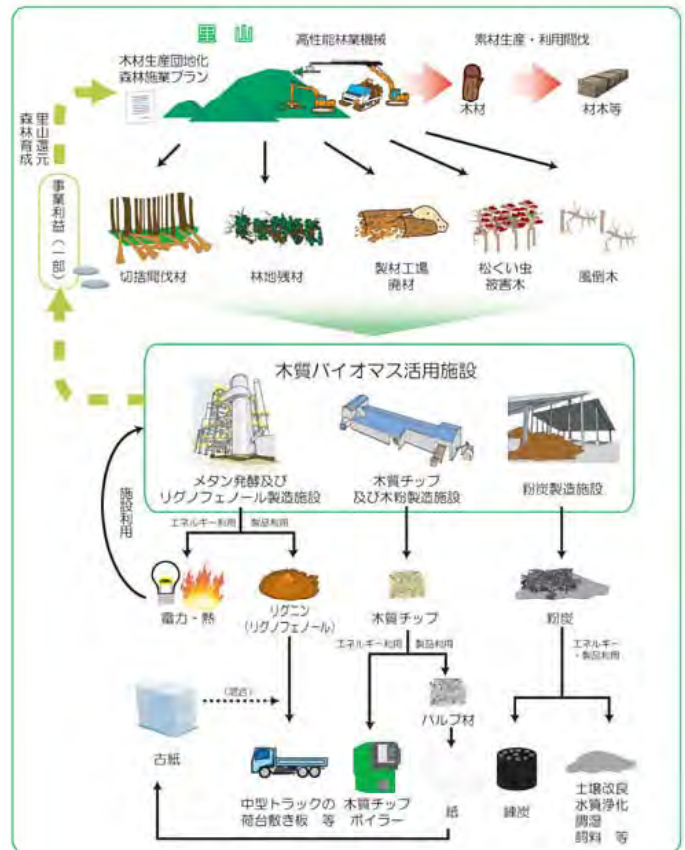 里 山
高性能林業機械
素材生産・利用間伐
木材生産団地化
森林施業プラン
木材
材木等
里山還元
森林育成
事業利益（一部）
切捨間伐材
林地残材
製材工場
廃材
松くい虫
被害木
風倒木
木質バイオマス活用施設
メタン発酵及び
リグノフェノール製造施設
木質チップ
及び木粉製造施設
粉炭製造施設
施設利用
エネルギー利用
製品利用
電力・熱
リグニン
（リグノフェノール）
木質チップ
粉炭
エネルギー利用
製品利用
エネルギー
・製品利用
パルプ材
（混合）
古紙
中型トラックの
荷台敷き板 等
木質チップ
ボイラー
紙
練炭
土壌改良
水質浄化
調湿
飼料 等